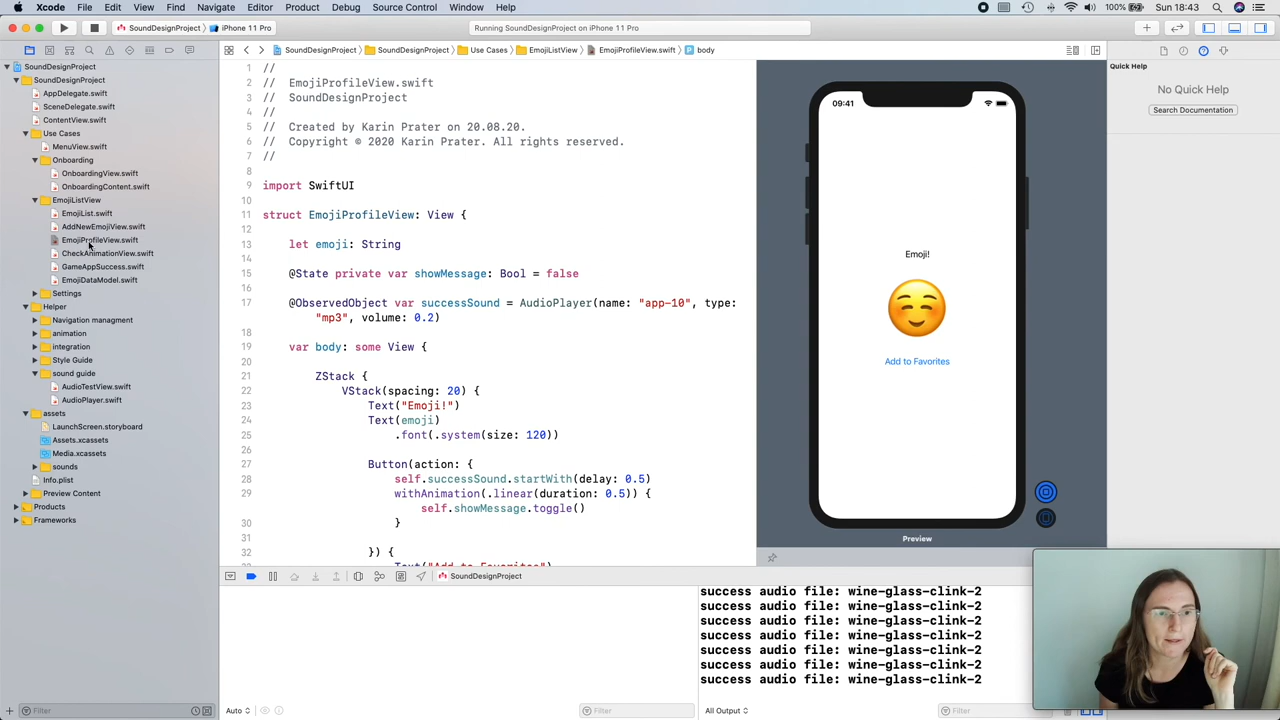 Xcode File Edit View Find Navigate Editor Product Debug Source Control Window Help 100% Sun 18:43
SoundDesignProject iPhone 11 Pro Running SoundDesignProject on iPhone 11 Pro
SoundDesignProject SoundDesignProject Use Cases EmojiListView EmojiProfileView.swift body
SoundDesignProject
SoundDesignProject
AppDelegate.swift
SceneDelegate.swift
ContentView.swift
Use Cases
MenuView.swift
Onboarding
OnboardingView.swift
OnboardingContent.swift
EmojiListView
EmojiList.swift
AddNewEmojiView.swift
EmojiProfileView.swift
CheckAnimationView.swift
GameAppSuccess.swift
EmojiDataModel.swift
Settings
Helper
Navigation managment
animation
integration
Style Guide
sound guide
AudioTestView.swift
AudioPlayer.swift
assets
LaunchScreen.storyboard
Assets.xcassets
Media.xcassets
sounds
Info.plist
Preview Content
Products
Frameworks
Filter
1 //
2 // EmojiProfileView.swift
3 // SoundDesignProject
4 //
5 // Created by Karin Prater on 20.08.20.
6 // Copyright © 2020 Karin Prater. All rights reserved.
7 //
8
9 import SwiftUI
10
11 struct EmojiProfileView: View {
12
13 let emoji: String
14
15 @State private var showMessage: Bool = false
16
17 @ObservedObject var successSound = AudioPlayer(name: "app-10", type:
"mp3", volume: 0.2)
18
19 var body: some View {
20
21 ZStack {
22 VStack(spacing: 20) {
23 Text("Emoji!")
24 Text(emoji)
25 .font(.system(size: 120))
26
27 Button(action: {
28 self.successSound.startWith(delay: 0.5)
29 withAnimation(.linear(duration: 0.5)) {
self.showMessage.toggle()
30 }
31
32 }) {
Text("Add to Favorites")
09:41
Emoji!
Add to Favorites
Preview
Quick Help
No Quick Help
Search Documentation
SoundDesignProject
success audio file: wine-glass-clink-2
success audio file: wine-glass-clink-2
success audio file: wine-glass-clink-2
success audio file: wine-glass-clink-2
success audio file: wine-glass-clink-2
success audio file: wine-glass-clink-2
success audio file: wine-glass-clink-2
Auto Filter All Output Filter